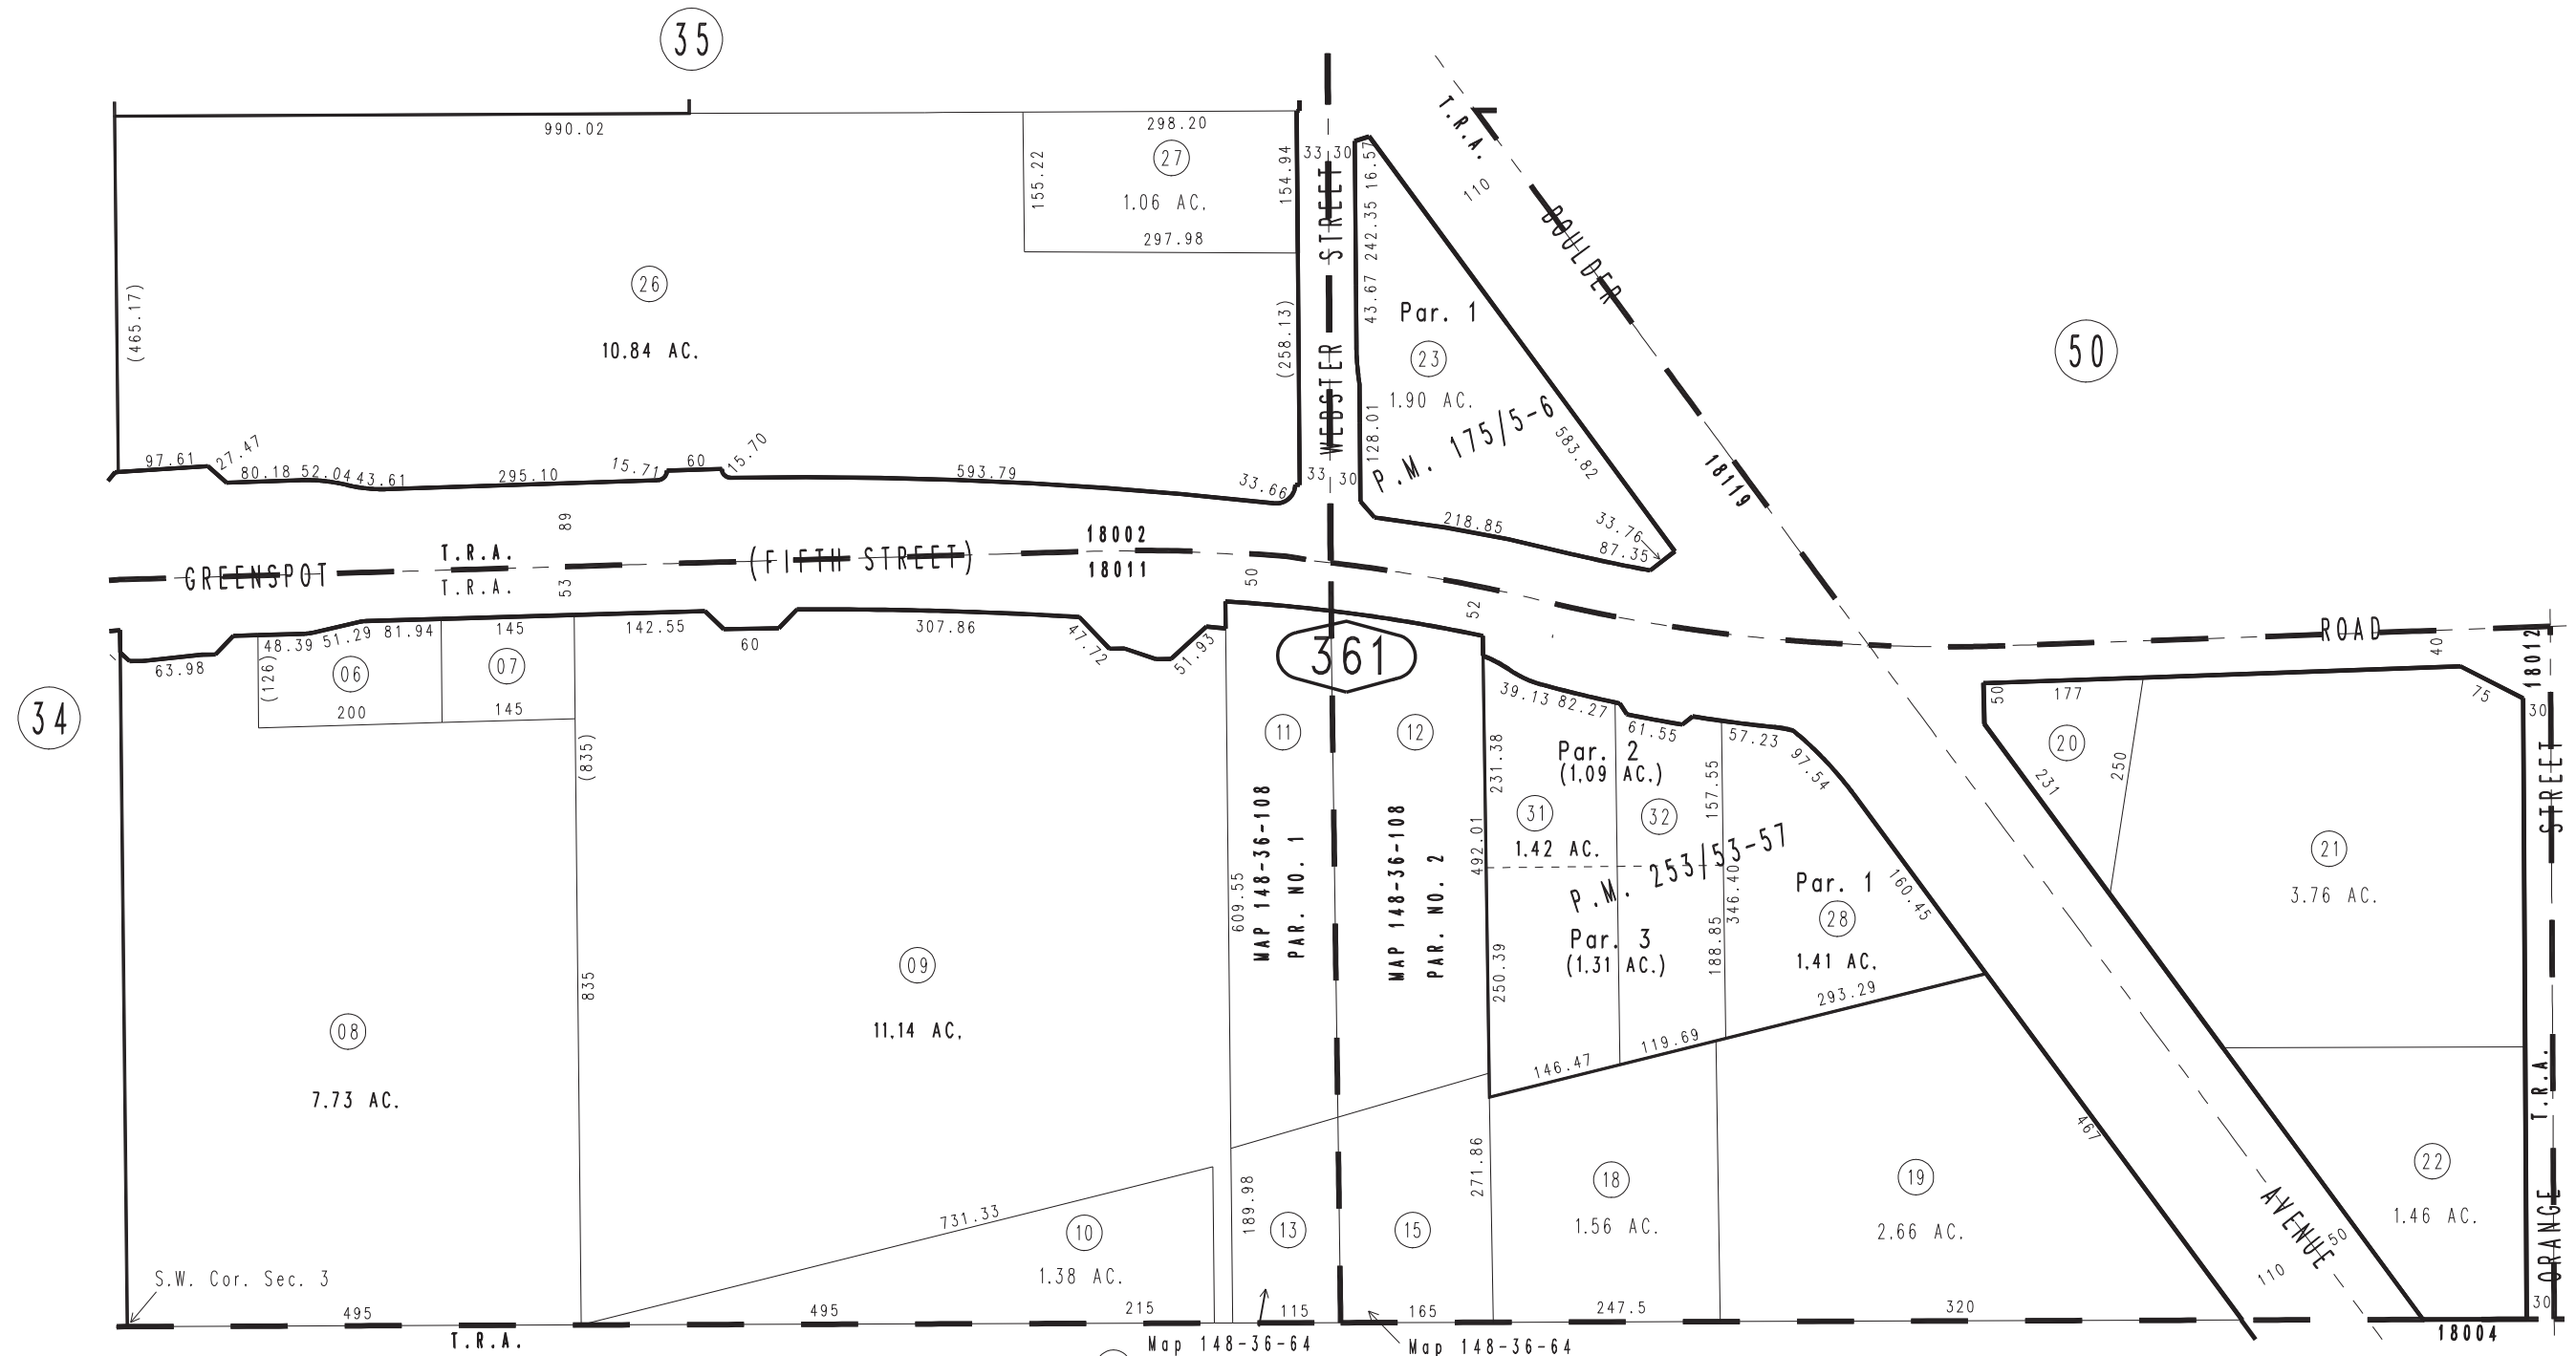 35
990.02
298.20
27
1.06 AC.
155.22
154.94
297.98
26
10.84 AC.
(465.17)
(258.13)
97.61
27.47
80.18
52.04
43.61
295.10
15.71
60
15.70
593.79
33.66
33
30
16.57
242.35
43.67
128.01
33
30
WEBSTER STREET
Par. 1
23
1.90 AC.
P.M. 175/5-6
583.82
218.85
33.76
87.35
T.R.A.
110
BOULDER
18119
50
GREENSPOT
T.R.A.
T.R.A.
89
53
(FIFTH STREET)
18002
18011
50
52
ROAD
40
18012
34
63.98
48.39
51.29
81.94
145
142.55
60
307.86
47.72
51.93
(126)
06
07
200
145
(835)
835
08
7.73 AC.
09
11.14 AC.
361
11
12
MAP 148-36-108
PAR. NO. 1
MAP 148-36-108
PAR. NO. 2
609.55
492.01
231.38
250.39
39.13
82.27
61.55
57.23
97.54
Par. 2
(1.09 AC.)
31
1.42 AC.
32
157.55
P.M. 253/53-57
346.40
188.85
Par. 3
(1.31 AC.)
Par. 1
28
1.41 AC.
160.45
293.29
119.69
146.47
50
177
75
30
20
231
250
21
3.76 AC.
STREET
T.R.A.
ORANGE
467
731.33
10
1.38 AC.
189.98
13
15
271.86
18
1.56 AC.
19
2.66 AC.
22
1.46 AC.
AVENUE
50
110
30
S.W. Cor. Sec. 3
495
495
215
115
165
247.5
320
T.R.A.
Map 148-36-64
Map 148-36-64
18004